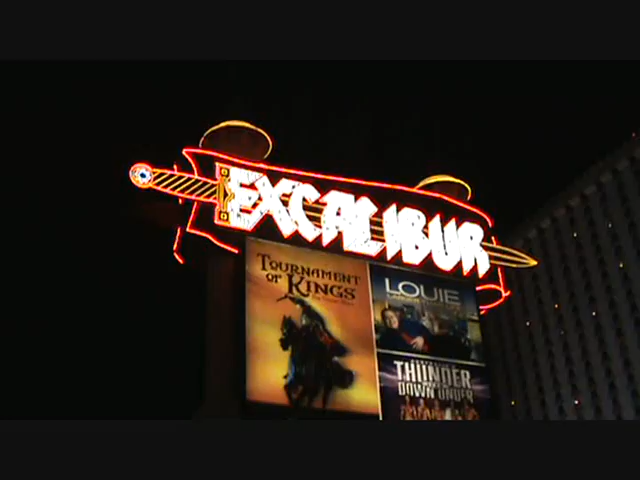 EXCALIBUR
TOURNAMENT
OF KINGS
LOUIE
THUNDER
DOWN UNDER